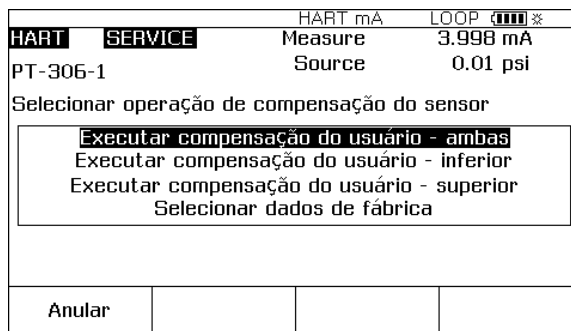 HART mA LOOP
HART SERVICE Measure 3.998 mA
PT-306-1 Source 0.01 psi
Selecionar operação de compensação do sensor
Executar compensação do usuário - ambas
Executar compensação do usuário - inferior
Executar compensação do usuário - superior
Selecionar dados de fábrica
Anular